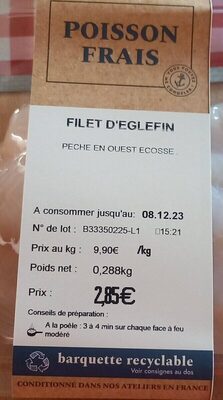 POISSON
FRAIS
FILET D'EGLEFIN
PECHE EN OUEST ECOSSE .
A consommer jusqu'au: 08.12.23
N° de lot : B33350225-L1 15:21
Prix au kg : 9,90€ /kg
Poids net : 0,288kg
Prix : 2,85€
Conseils de préparation :
A la poêle : 3 à 4 min sur chaque face à feu
modéré
barquette recyclable
Voir consignes au dos
CONDITIONNÉ DANS NOS ATELIERS EN FRANCE